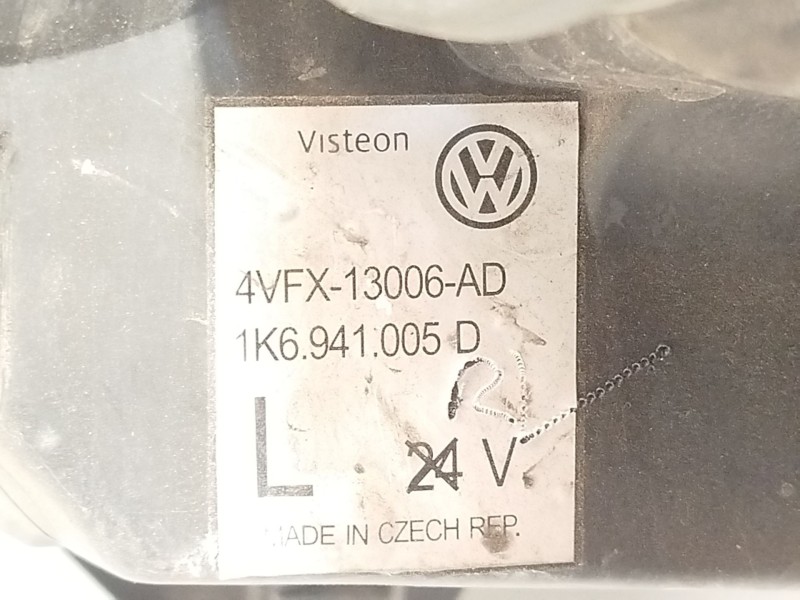 Visteon
4VFX-13006-AD
1K6.941.005 D
L 24 V
MADE IN CZECH REP.